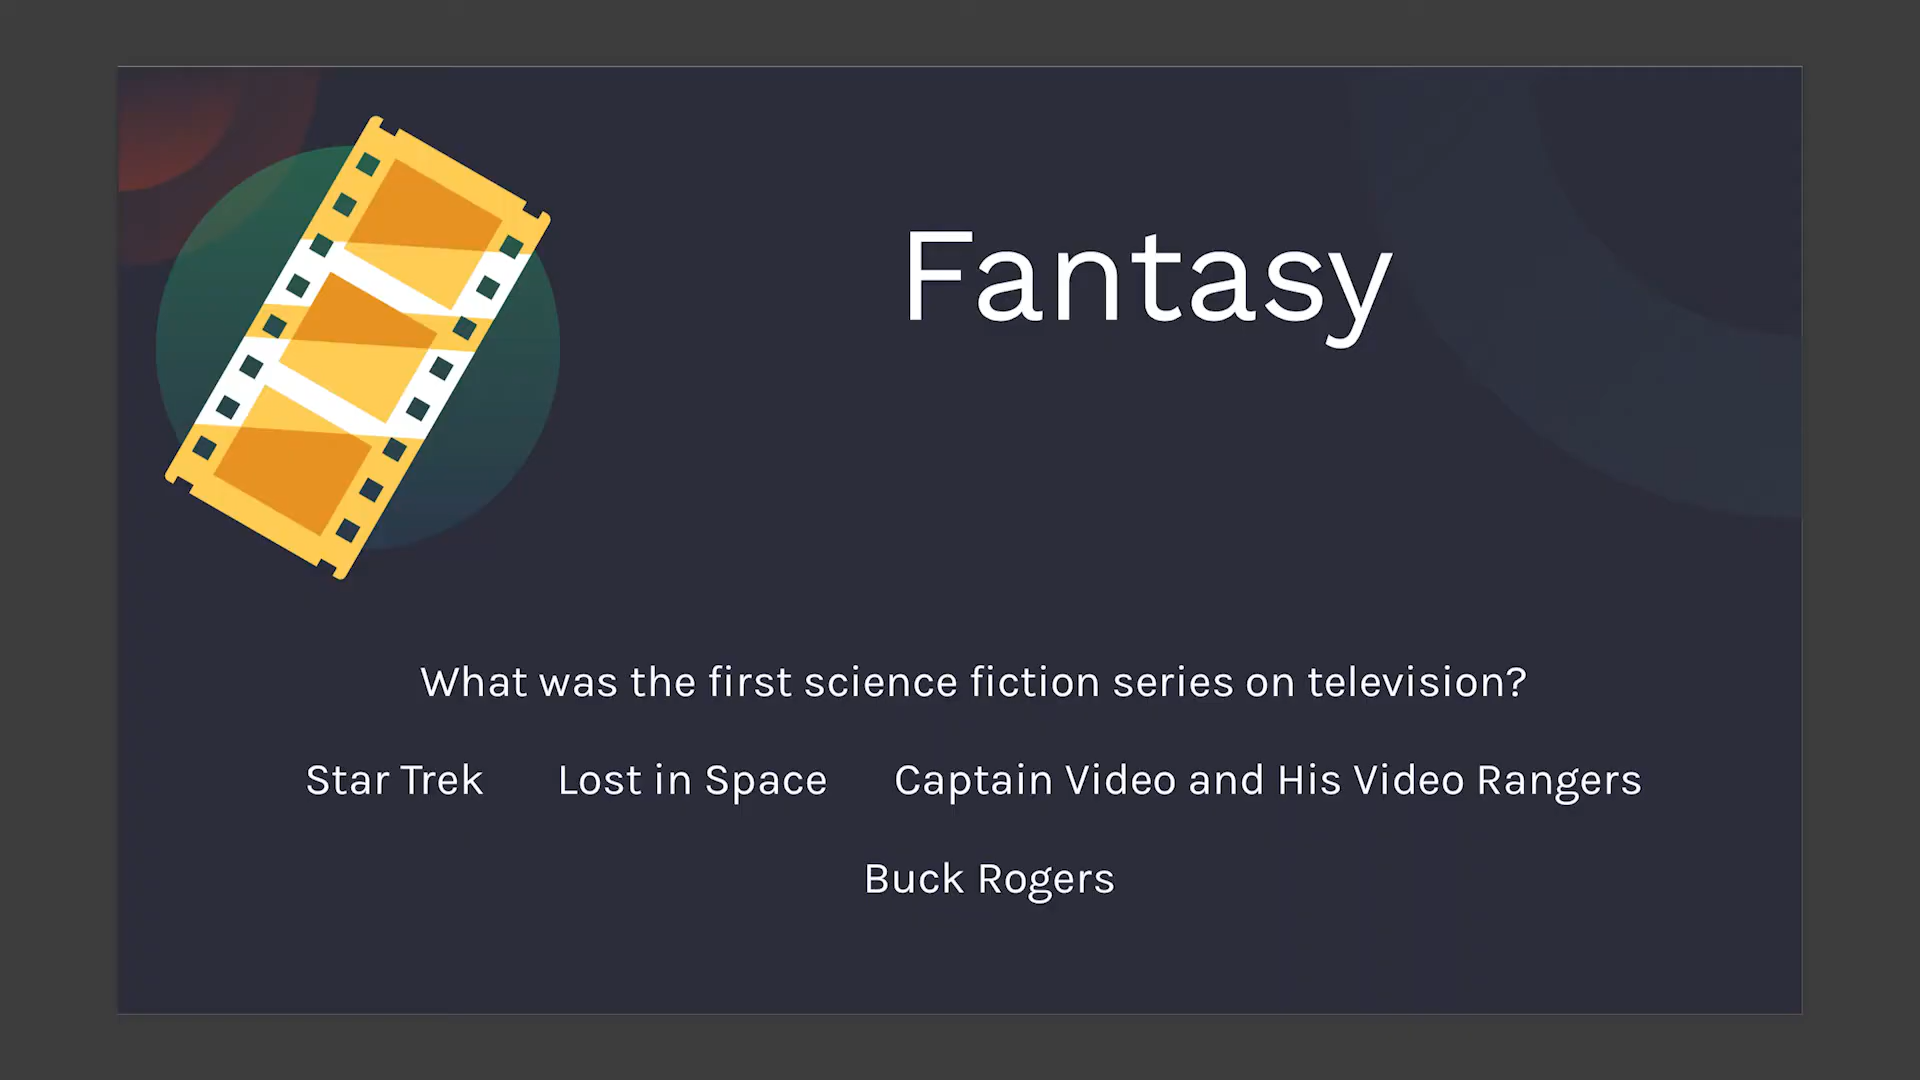 Fantasy
What was the first science fiction series on television?
Star Trek Lost in Space Captain Video and His Video Rangers
Buck Rogers